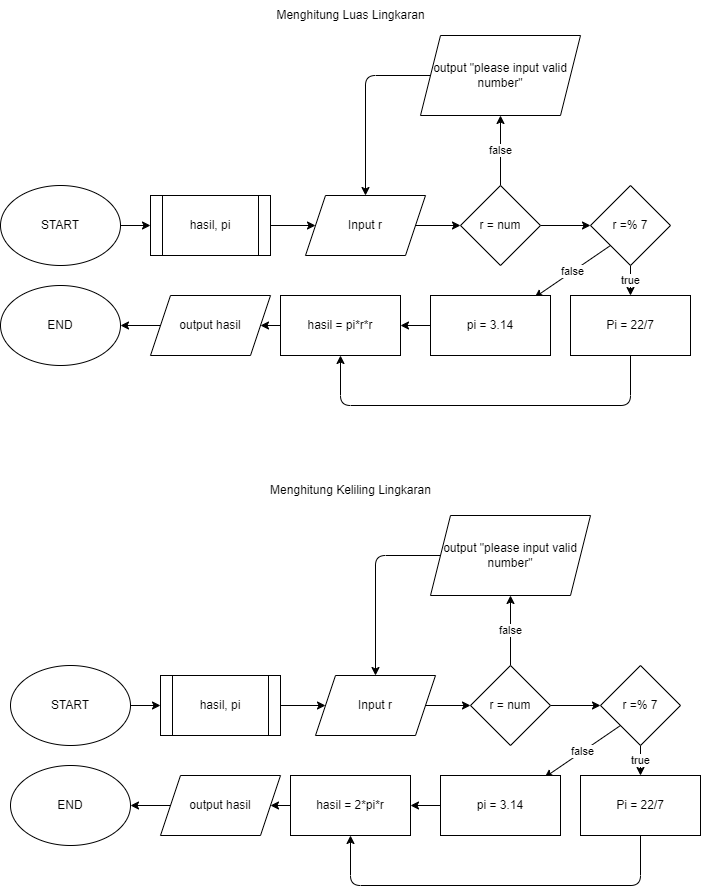 Menghitung Luas Lingkaran
output "please input valid
number"
false
START
hasil, pi
Input r
r = num
r =% 7
false
true
END
output hasil
hasil = pi*r*r
pi = 3.14
Pi = 22/7
Menghitung Keliling Lingkaran
output "please input valid
number"
false
START
hasil, pi
Input r
r = num
r =% 7
false
true
END
output hasil
hasil = 2*pi*r
pi = 3.14
Pi = 22/7